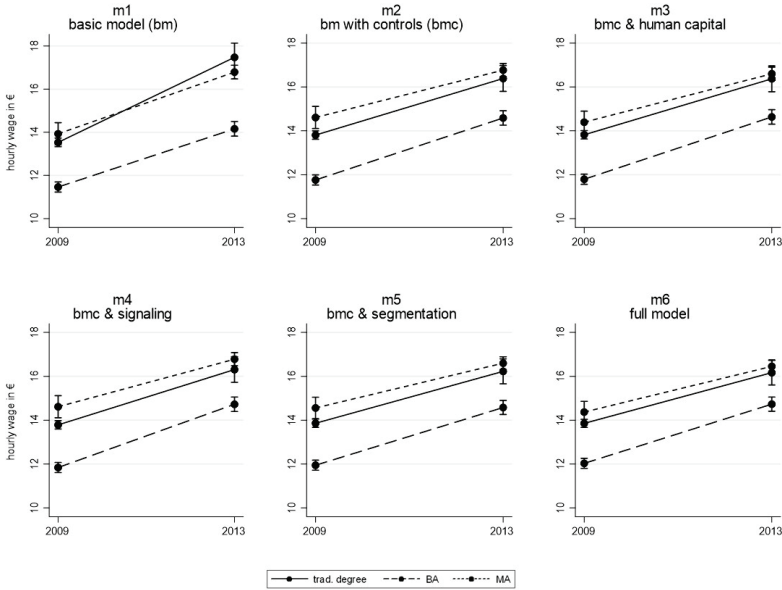 m1
basic model (bm)
hourly wage in €
18
16
14
12
10
2009
2013
m2
bm with controls (bmc)
18
16
14
12
10
2009
2013
m3
bmc & human capital
18
16
14
12
10
2009
2013
m4
bmc & signaling
hourly wage in €
18
16
14
12
10
2009
2013
m5
bmc & segmentation
18
16
14
12
10
2009
2013
m6
full model
18
16
14
12
10
2009
2013
trad. degree BA MA